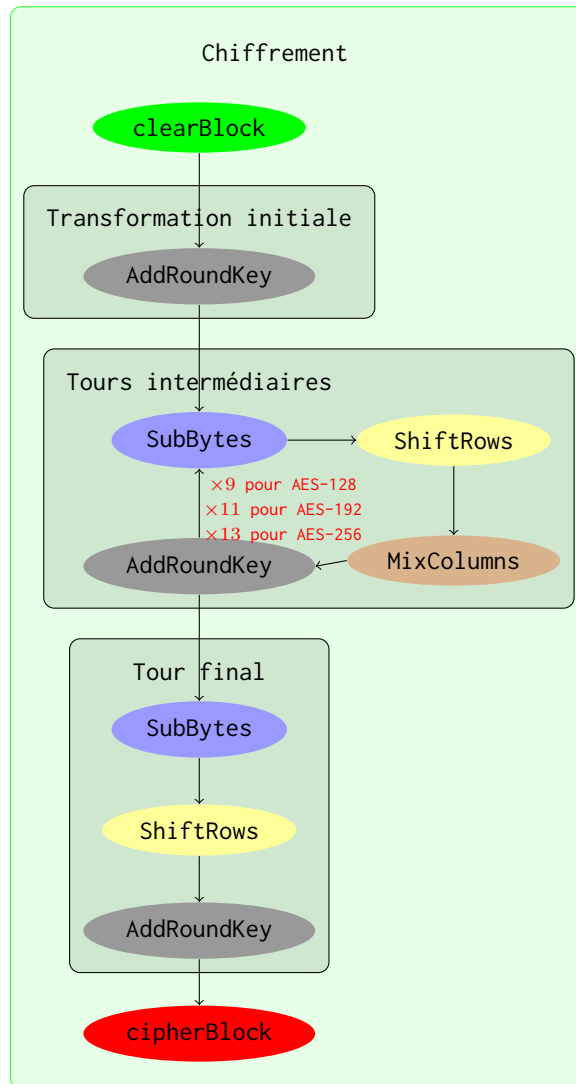 Chiffrement
clearBlock
Transformation initiale
AddRoundKey
Tours intermédiaires
SubBytes
ShiftRows
×9 pour AES-128
×11 pour AES-192
×13 pour AES-256
AddRoundKey
MixColumns
Tour final
SubBytes
ShiftRows
AddRoundKey
cipherBlock